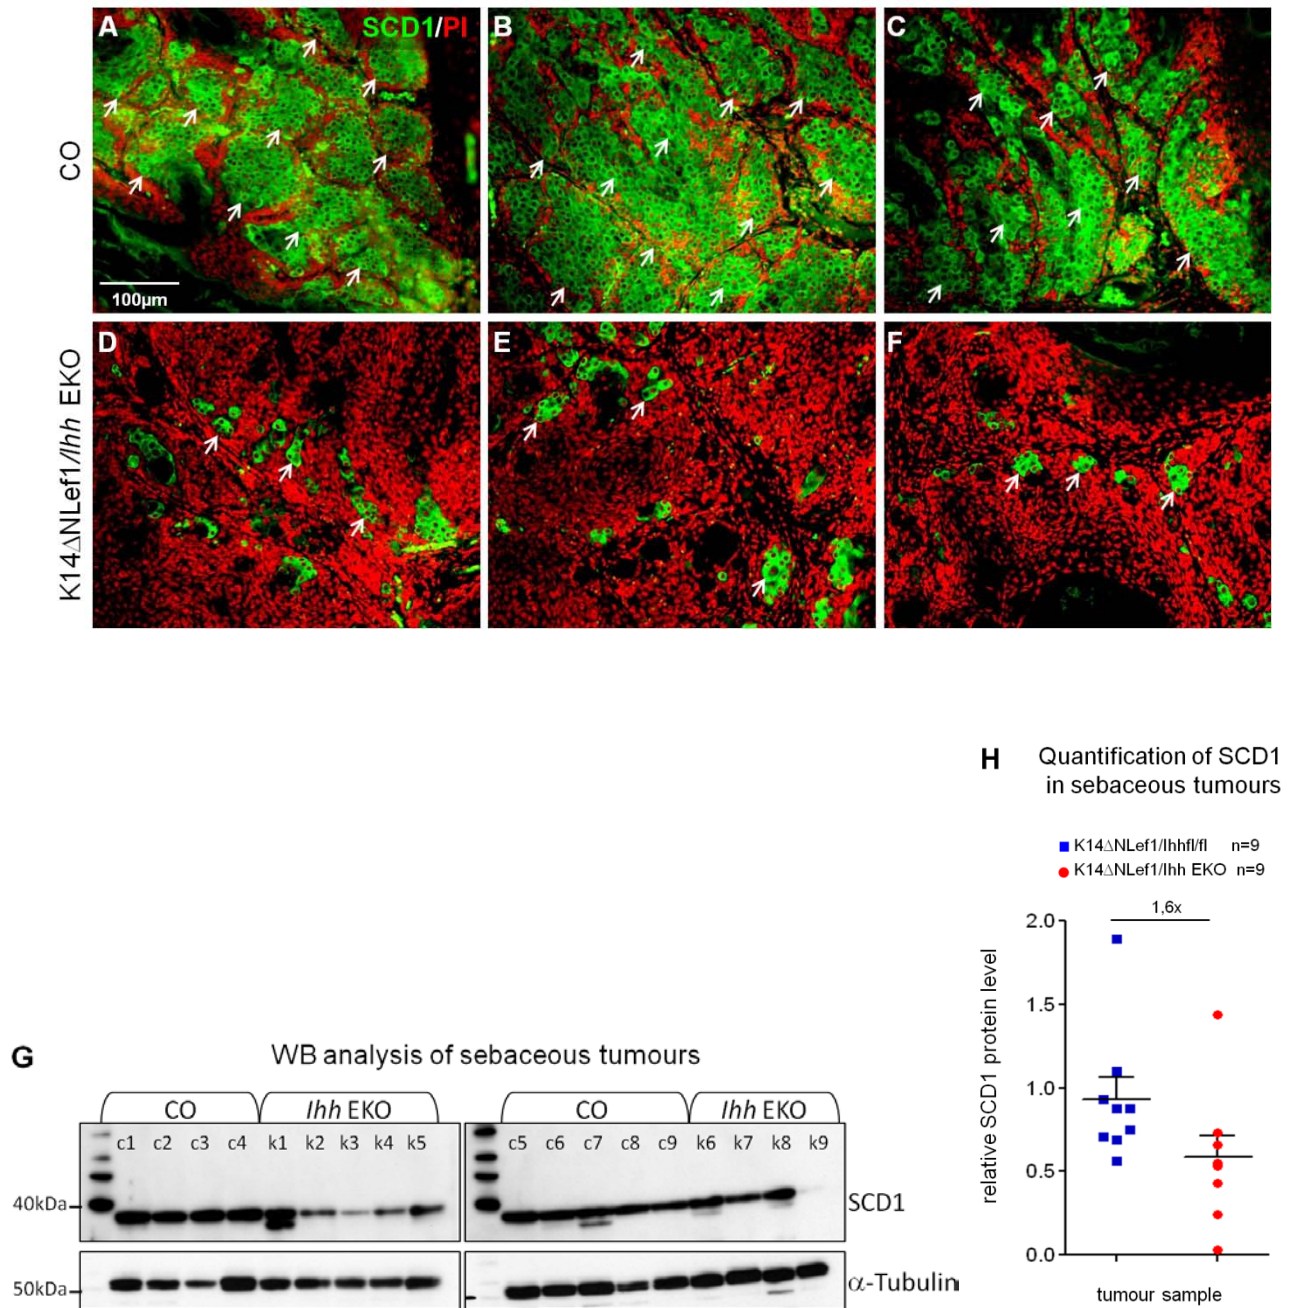 A
SCD1/PI
B
C
CO
100µm
D
E
F
K14ΔNLef1/Ihh EKO
H
Quantification of SCD1
in sebaceous tumours
K14ΔNLef1/Ihhfl/fl n=9
K14ΔNLef1/Ihh EKO n=9
1,6x
2.0
1.5
1.0
0.5
0.0
relative SCD1 protein level
tumour sample
G
WB analysis of sebaceous tumours
CO Ihh EKO CO Ihh EKO
c1 c2 c3 c4 k1 k2 k3 k4 k5 c5 c6 c7 c8 c9 k6 k7 k8 k9
40kDa
SCD1
50kDa
α-Tubulin